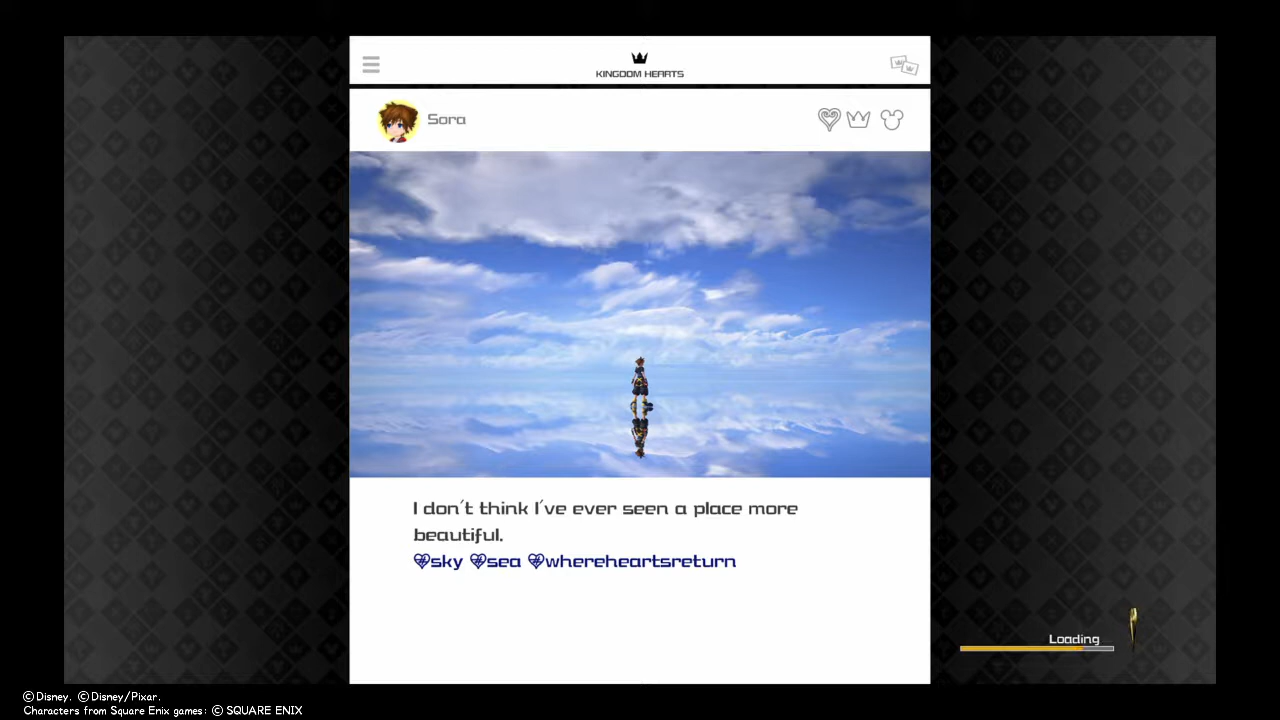 KINGDOM HEARTS
Sora
I don't think I've ever seen a place more
beautiful.
sky sea whereheartsreturn
Loading
©Disney. ©Disney/Pixar.
Characters from Square Enix games: © SQUARE ENIX